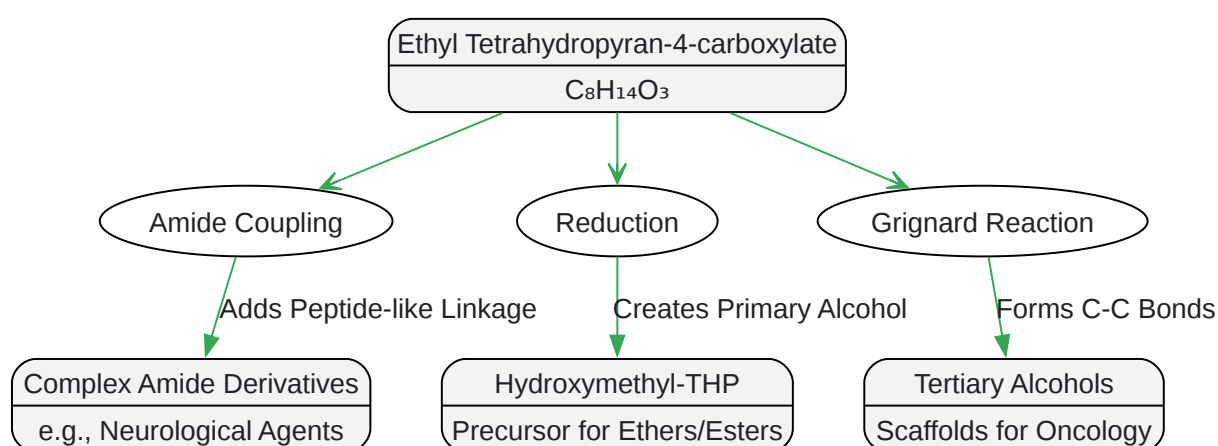 Ethyl Tetrahydropyran-4-carboxylate
C₈H₁₄O₃
Amide Coupling
Reduction
Grignard Reaction
Adds Peptide-like Linkage
Creates Primary Alcohol
Forms C-C Bonds
Complex Amide Derivatives
e.g., Neurological Agents
Hydroxymethyl-THP
Precursor for Ethers/Esters
Tertiary Alcohols
Scaffolds for Oncology